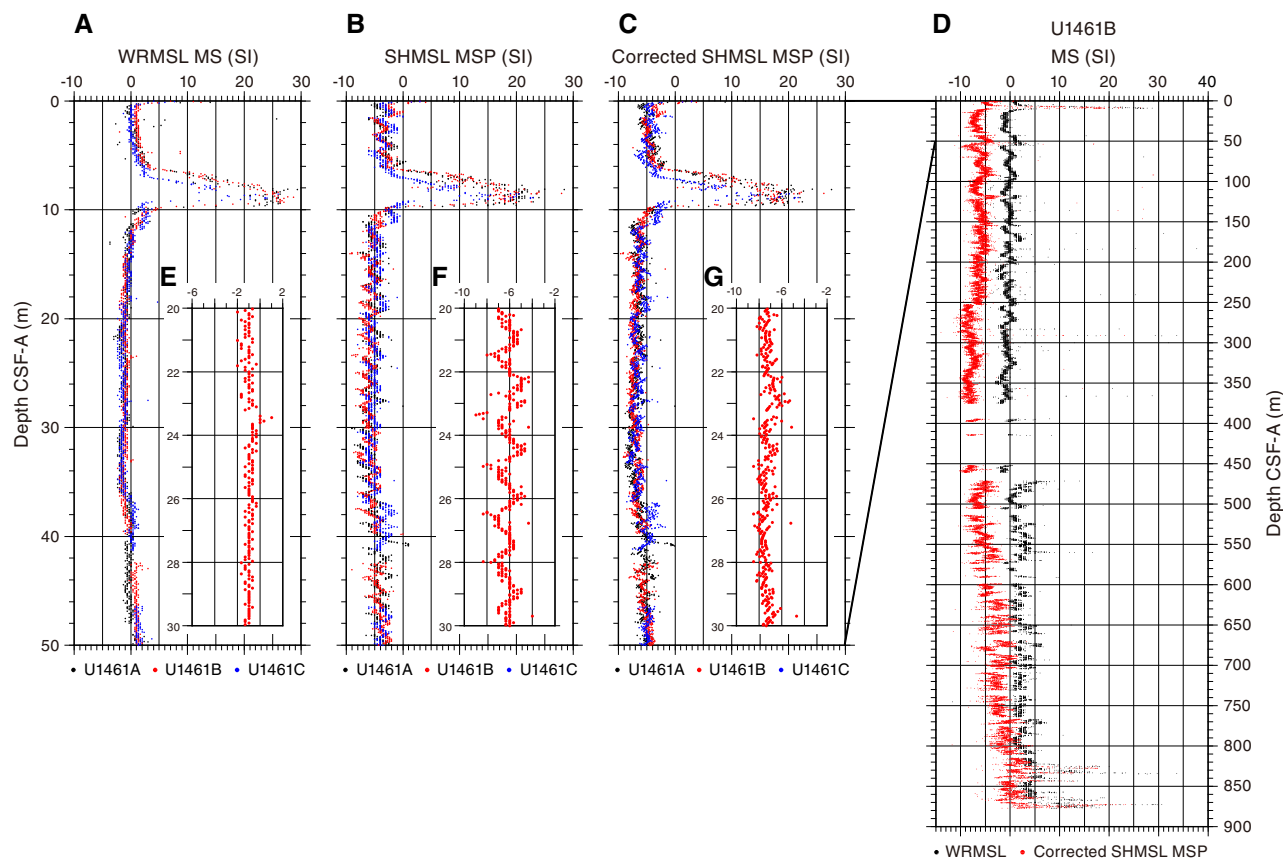 A
WRMSL MS (SI)
-10 0 10 20 30
B
SHMSL MSP (SI)
-10 0 10 20 30
C
Corrected SHMSL MSP (SI)
-10 0 10 20 30
D
U1461B
MS (SI)
-10 0 10 20 30 40
Depth CSF-A (m)
0
10
20
30
40
50
E
-6 -2 2
20
22
24
26
28
30
F
-10 -6 -2
20
22
24
26
28
30
G
-10 -6 -2
20
22
24
26
28
30
0
50
100
150
200
250
300
350
400
450
500
550
600
650
700
750
800
850
900
Depth CSF-A (m)
• U1461A • U1461B • U1461C
• U1461A • U1461B • U1461C
• U1461A • U1461B • U1461C
• WRMSL • Corrected SHMSL MSP